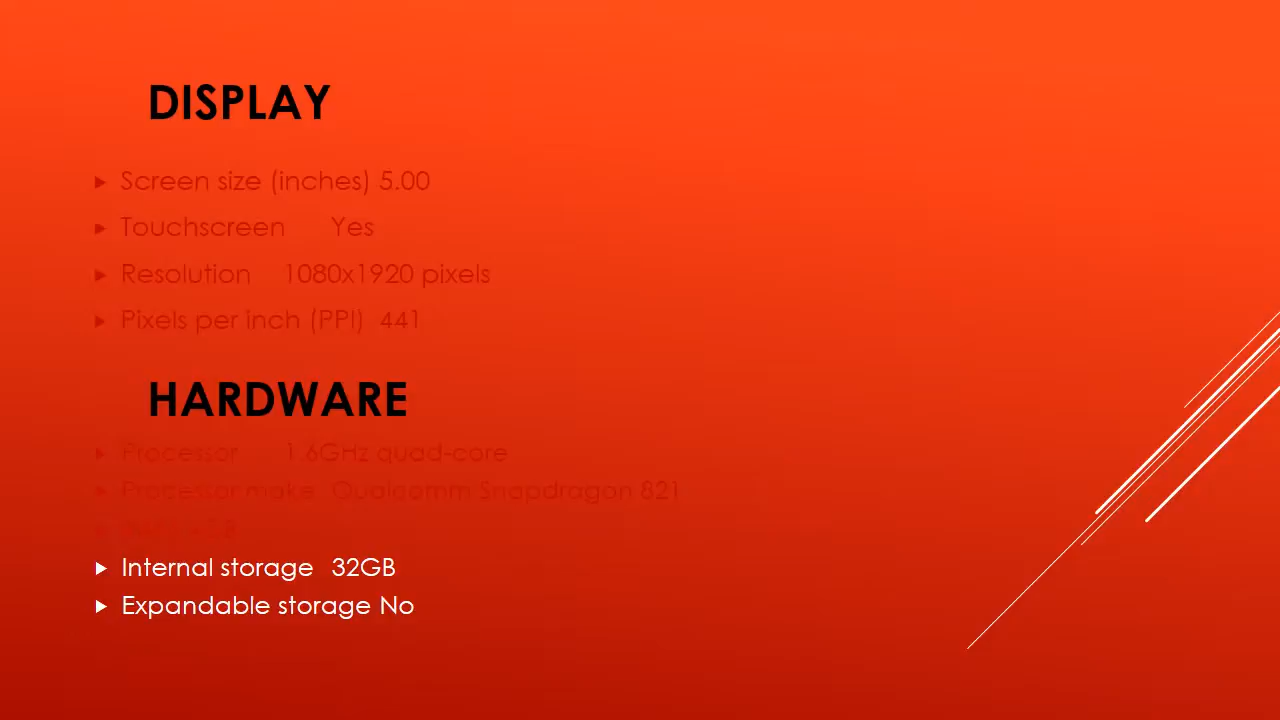 DISPLAY
Screen size (inches) 5.00
Touchscreen Yes
Resolution 1080x1920 pixels
Pixels per inch (PPI) 441
HARDWARE
Processor 1.6GHz quad-core
Processor make Qualcomm Snapdragon 821
Internal storage 32GB
Expandable storage No